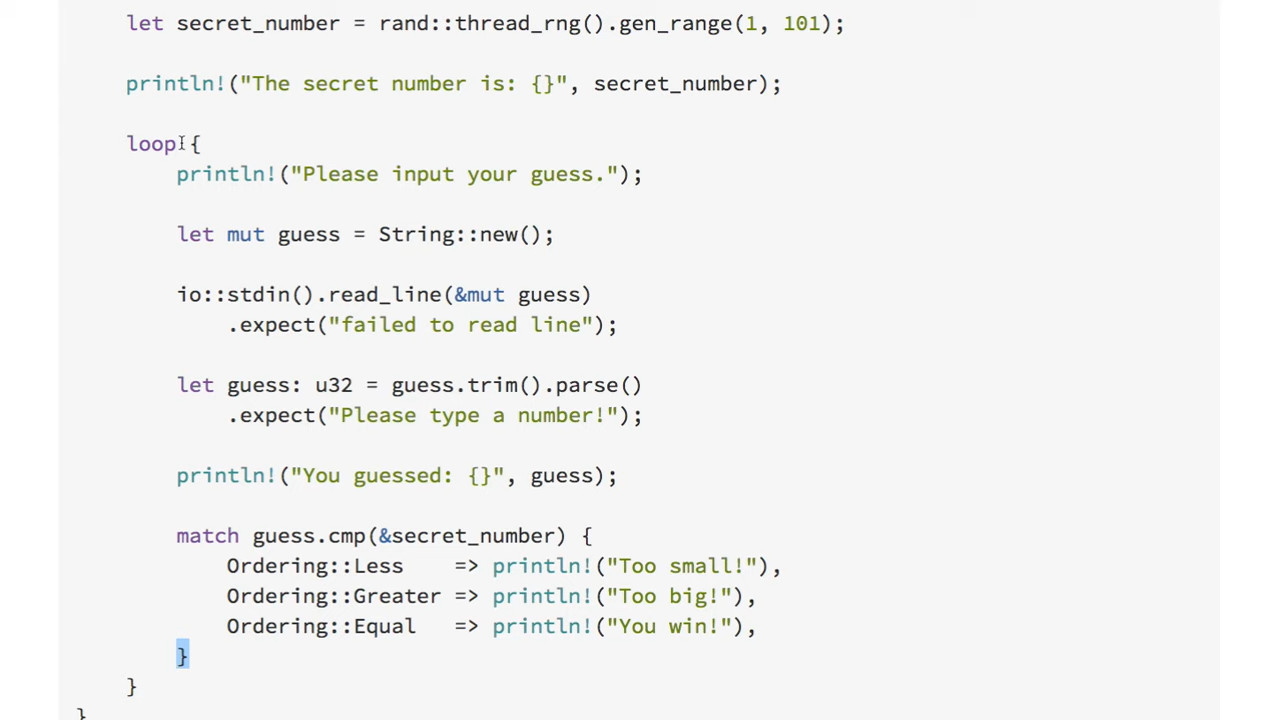 let secret_number = rand::thread_rng().gen_range(1, 101);
println!("The secret number is: {}", secret_number);
loop {
println!("Please input your guess.");
let mut guess = String::new();
io::stdin().read_line(&mut guess)
.expect("failed to read line");
let guess: u32 = guess.trim().parse()
.expect("Please type a number!");
println!("You guessed: {}", guess);
match guess.cmp(&secret_number) {
Ordering::Less    => println!("Too small!"),
Ordering::Greater => println!("Too big!"),
Ordering::Equal   => println!("You win!"),
}
}
}